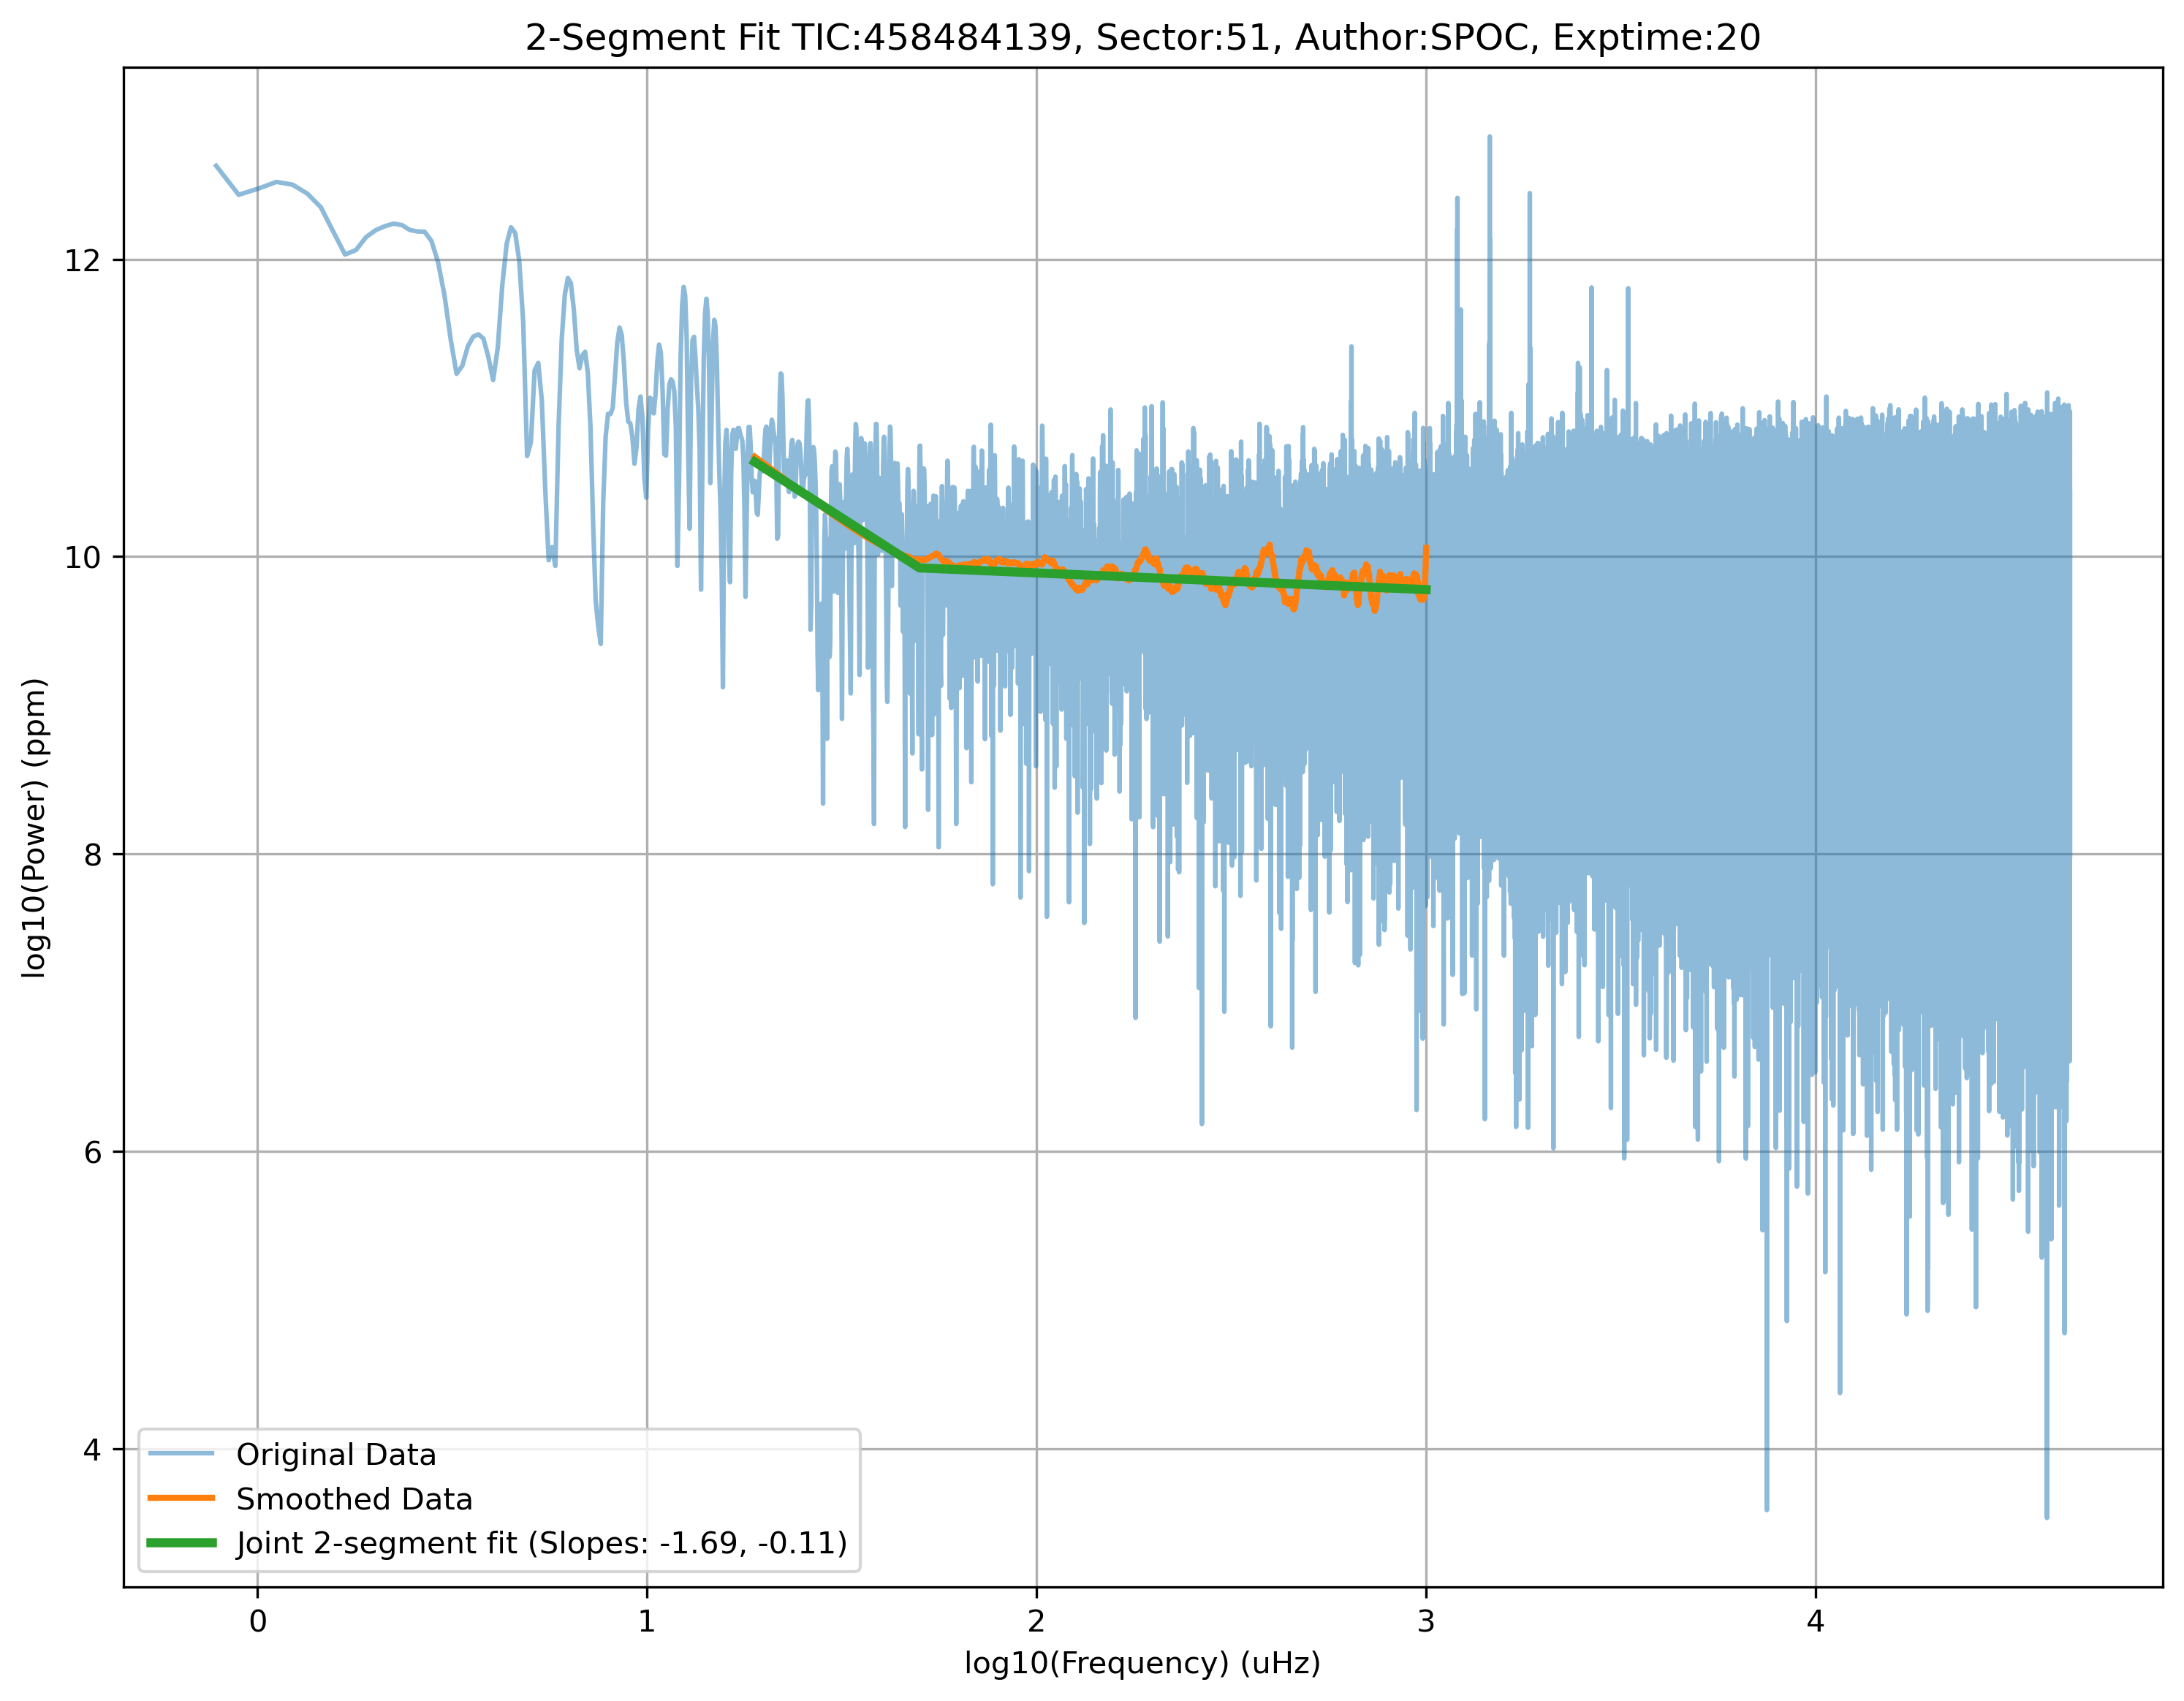 2-Segment Fit TIC:458484139, Sector:51, Author:SPOC, Exptime:20
log10(Power) (ppm)
12
10
8
6
4
Original Data
Smoothed Data
Joint 2-segment fit (Slopes: -1.69, -0.11)
0 1 2 3 4
log10(Frequency) (uHz)